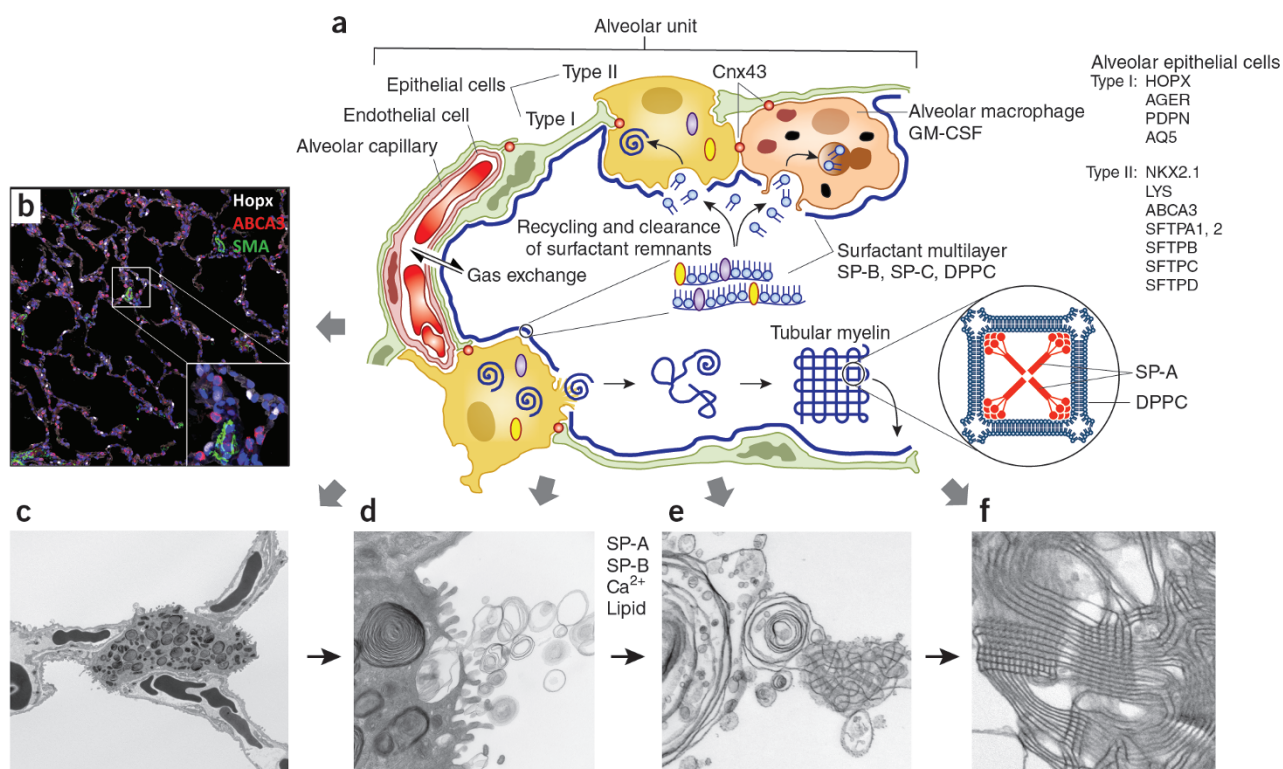 a
Alveolar unit
Epithelial cells
Type II
Type I
Endothelial cell
Alveolar capillary
Cnx43
Alveolar macrophage
GM-CSF
Alveolar epithelial cells
Type I: HOPX
AGER
PDPN
AQ5
Type II: NKX2.1
LYS
ABCA3
SFTPA1, 2
SFTPB
SFTPC
SFTPD
b
Hopx
ABCA3
SMA
Recycling and clearance
of surfactant remnants
Gas exchange
Surfactant multilayer
SP-B, SP-C, DPPC
Tubular myelin
SP-A
DPPC
c
d
SP-A
SP-B
Ca²⁺
Lipid
e
f